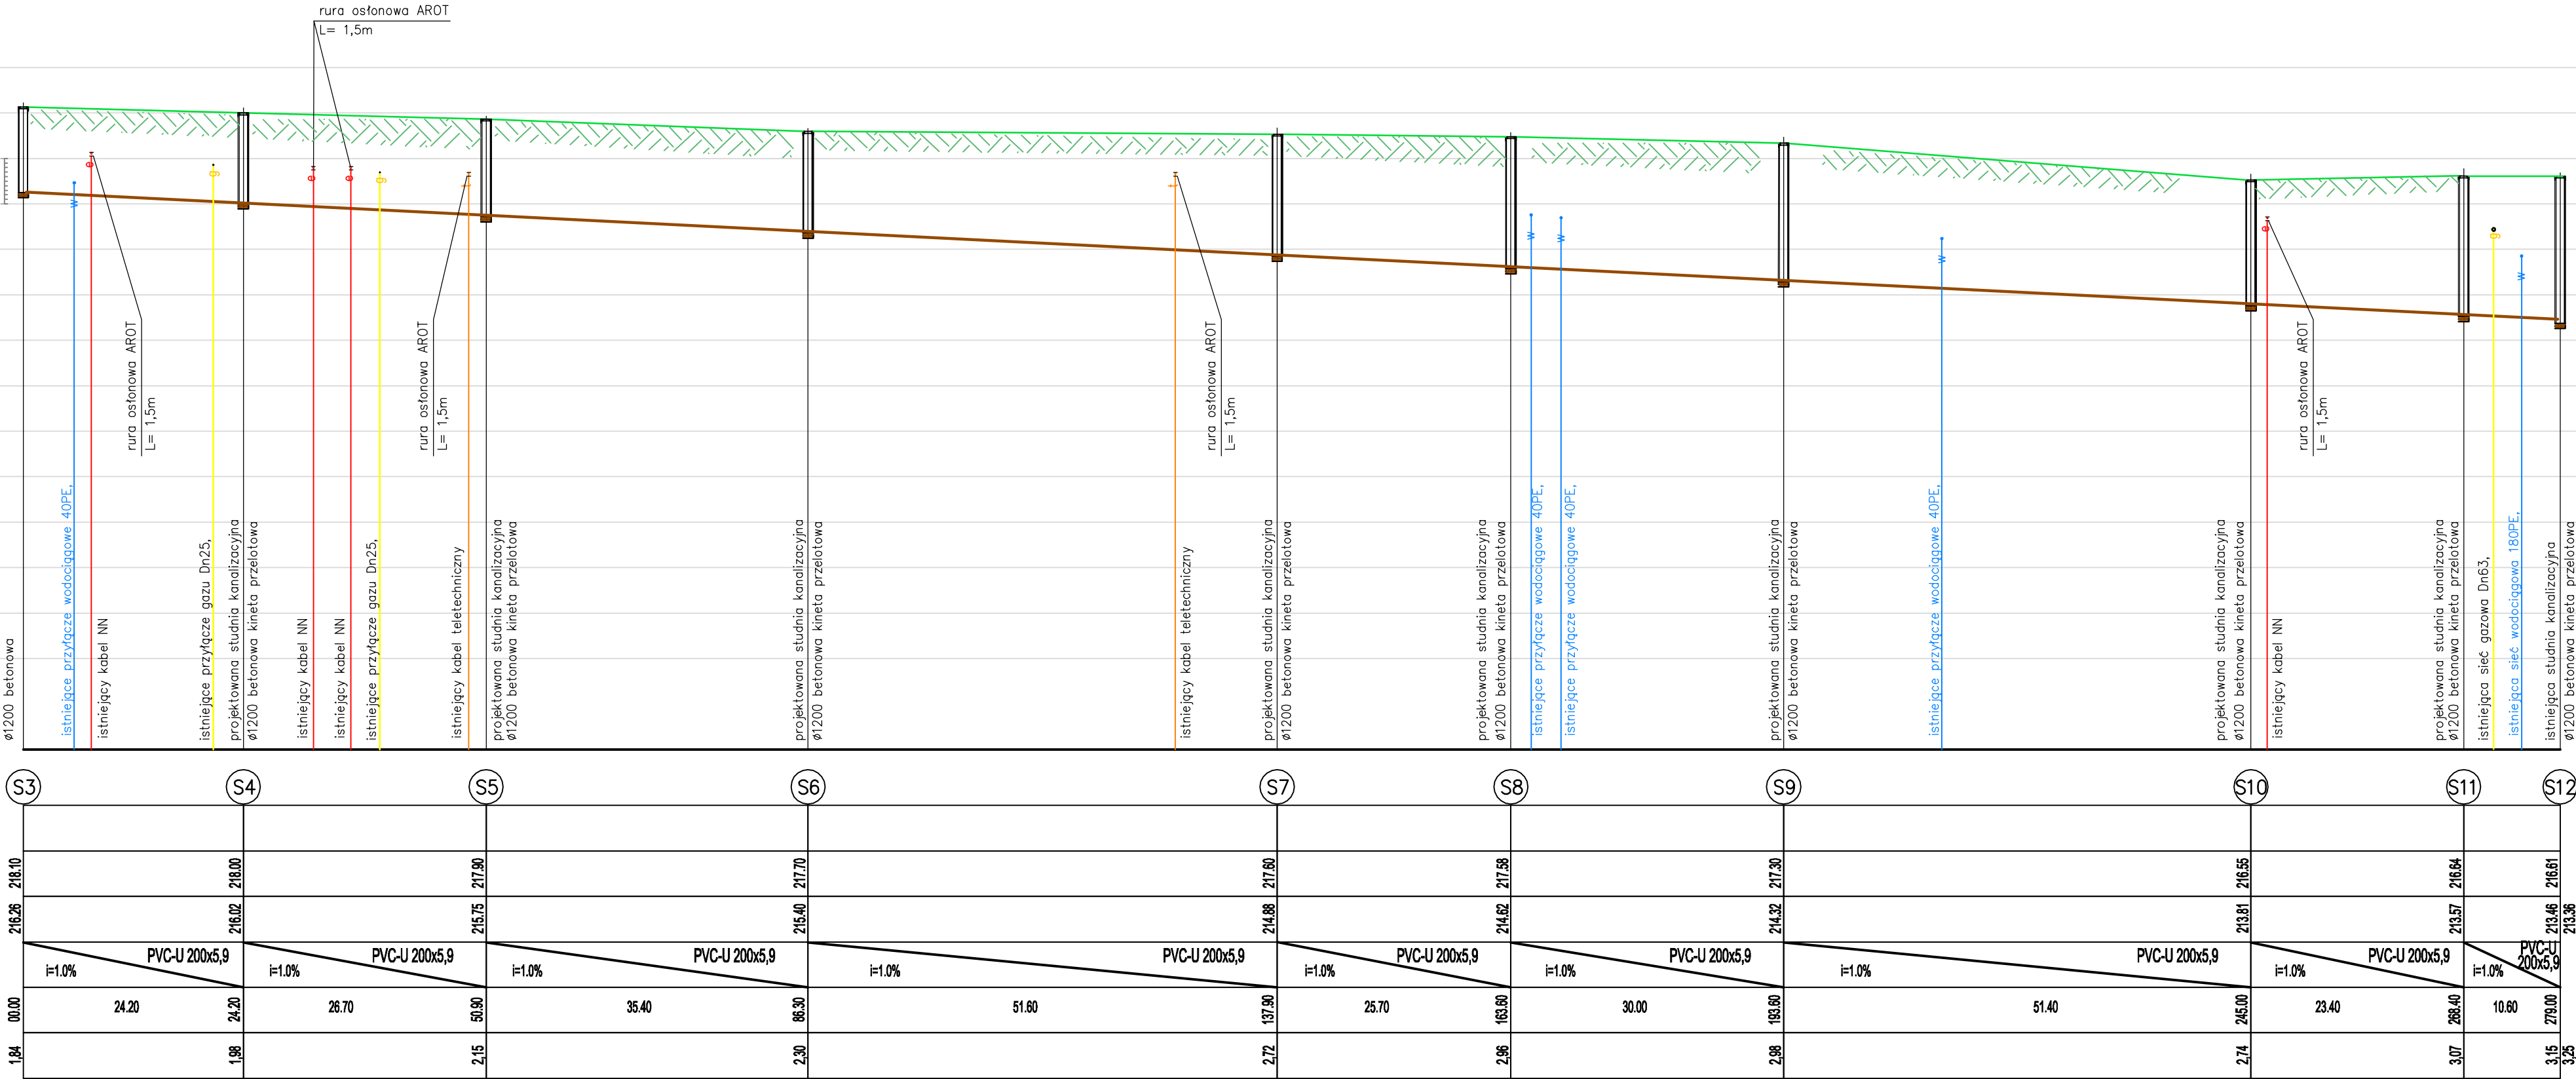 rura osłonowa AROT
L= 1,5m
e
e
e
g
g
t
t
w
w
w
w
e
g
w
rura osłonowa AROT
L= 1,5m
rura osłonowa AROT
L= 1,5m
rura osłonowa AROT
L= 1,5m
rura osłonowa AROT
L= 1,5m
ø1200 betonowa
istniejące przyłącze wodociągowe 40PE,
istniejący kabel NN
istniejące przyłącze gazu Dn25,
projektowana studnia kanalizacyjna
ø1200 betonowa kineta przelotowa
istniejący kabel NN
istniejący kabel NN
istniejące przyłącze gazu Dn25,
istniejący kabel teletechniczny
projektowana studnia kanalizacyjna
ø1200 betonowa kineta przelotowa
projektowana studnia kanalizacyjna
ø1200 betonowa kineta przelotowa
istniejący kabel teletechniczny
projektowana studnia kanalizacyjna
ø1200 betonowa kineta przelotowa
projektowana studnia kanalizacyjna
ø1200 betonowa kineta przelotowa
istniejące przyłącze wodociągowe 40PE,
istniejące przyłącze wodociągowe 40PE,
projektowana studnia kanalizacyjna
ø1200 betonowa kineta przelotowa
istniejące przyłącze wodociągowe 40PE,
projektowana studnia kanalizacyjna
ø1200 betonowa kineta przelotowa
istniejący kabel NN
projektowana studnia kanalizacyjna
ø1200 betonowa kineta przelotowa
istniejąca sieć gazowa Dn63,
istniejąca sieć wodociągowa 180PE,
istniejąca studnia kanalizacyjna
ø1200 betonowa kineta przelotowa
S3 S4 S5 S6 S7 S8 S9 S10 S11 S12
218.10 218.00 217.90 217.70 217.60 217.58 217.30 216.55 216.64 216.61
216.26 216.02 215.75 215.40 214.88 214.62 214.32 213.81 213.57 213.46 213.36
PVC-U 200x5,9 PVC-U 200x5,9 PVC-U 200x5,9 PVC-U 200x5,9 PVC-U 200x5,9 PVC-U 200x5,9 PVC-U 200x5,9 PVC-U 200x5,9 PVC-U
200x5,9
i=1.0% i=1.0% i=1.0% i=1.0% i=1.0% i=1.0% i=1.0% i=1.0% i=1.0%
00.00 24.20 24.20 26.70 50.90 35.40 86.30 51.60 137.90 25.70 163.60 30.00 193.60 51.40 245.00 23.40 268.40 10.60 279.00
1,84 1,98 2,15 2,30 2,72 2,96 2,98 2,74 3,07 3,15 3,25